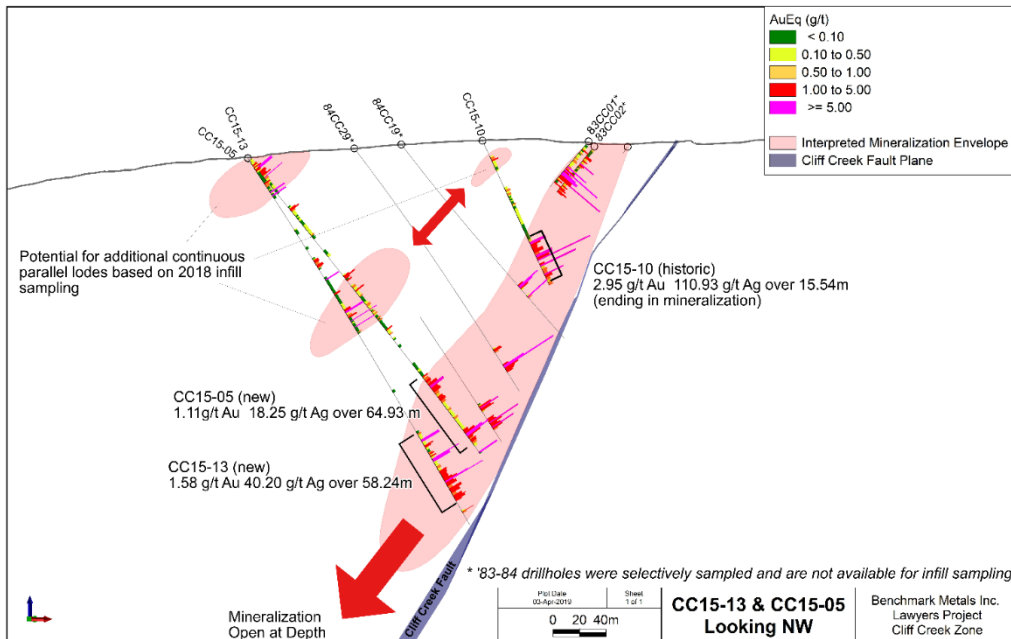 AuEq (g/t)
< 0.10
0.10 to 0.50
0.50 to 1.00
1.00 to 5.00
>= 5.00
Interpreted Mineralization Envelope
Cliff Creek Fault Plane
CC15-13
CC15-05
84CC29*
84CC19*
CC15-10
83CC01*
83CC02*
Potential for additional continuous
parallel lodes based on 2018 infill
sampling
CC15-10 (historic)
2.95 g/t Au 110.93 g/t Ag over 15.54m
(ending in mineralization)
CC15-05 (new)
1.11g/t Au 18.25 g/t Ag over 64.93 m
CC15-13 (new)
1.58 g/t Au 40.20 g/t Ag over 58.24m
Cliff Creek Fault
Mineralization
Open at Depth
* '83-84 drillholes were selectively sampled and are not available for infill sampling
Plot Date
03-Apr-2019
Sheet
1 of 1
0 20 40m
CC15-13 & CC15-05
Looking NW
Benchmark Metals Inc.
Lawyers Project
Cliff Creek Zone